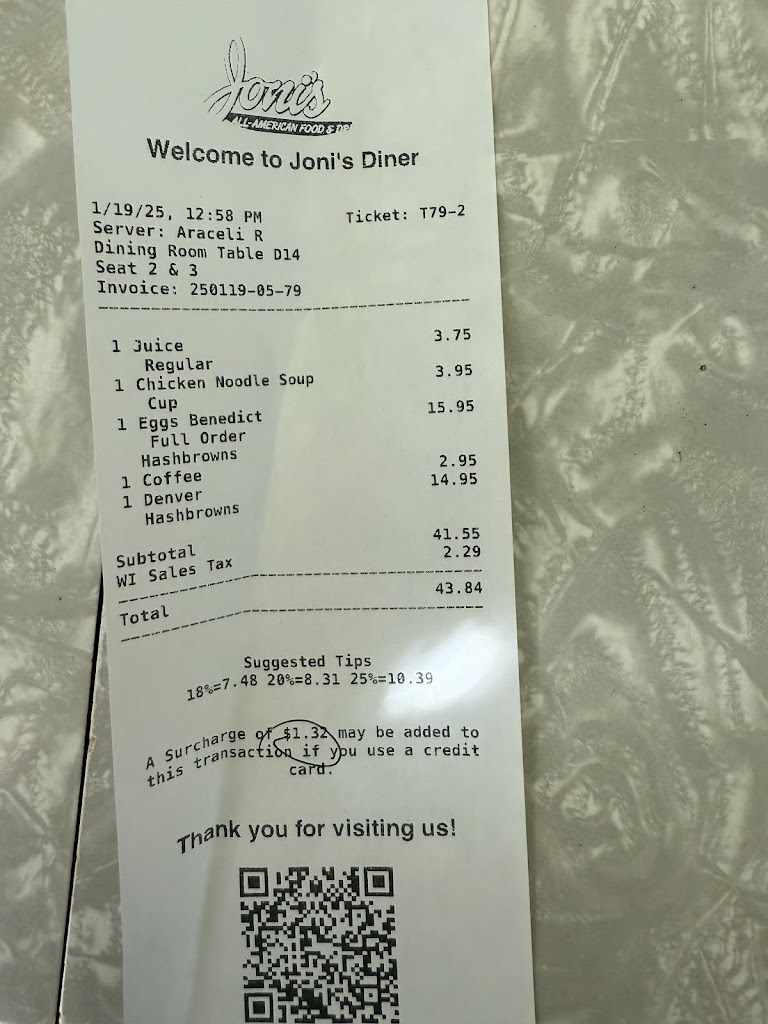 Joni's
ALL-AMERICAN FOOD &
Welcome to Joni's Diner
1/19/25, 12:58 PM Ticket: T79-2
Server: Araceli R
Dining Room Table D14
Seat 2 & 3
Invoice: 250119-05-79
1 Juice 3.75
Regular
1 Chicken Noodle Soup 3.95
Cup
1 Eggs Benedict 15.95
Full Order
Hashbrowns
1 Coffee 2.95
1 Denver 14.95
Hashbrowns
Subtotal 41.55
WI Sales Tax 2.29
Total 43.84
Suggested Tips
18%=7.48 20%=8.31 25%=10.39
A Surcharge of $1.32 may be added to
this transaction if you use a credit
card.
Thank you for visiting us!